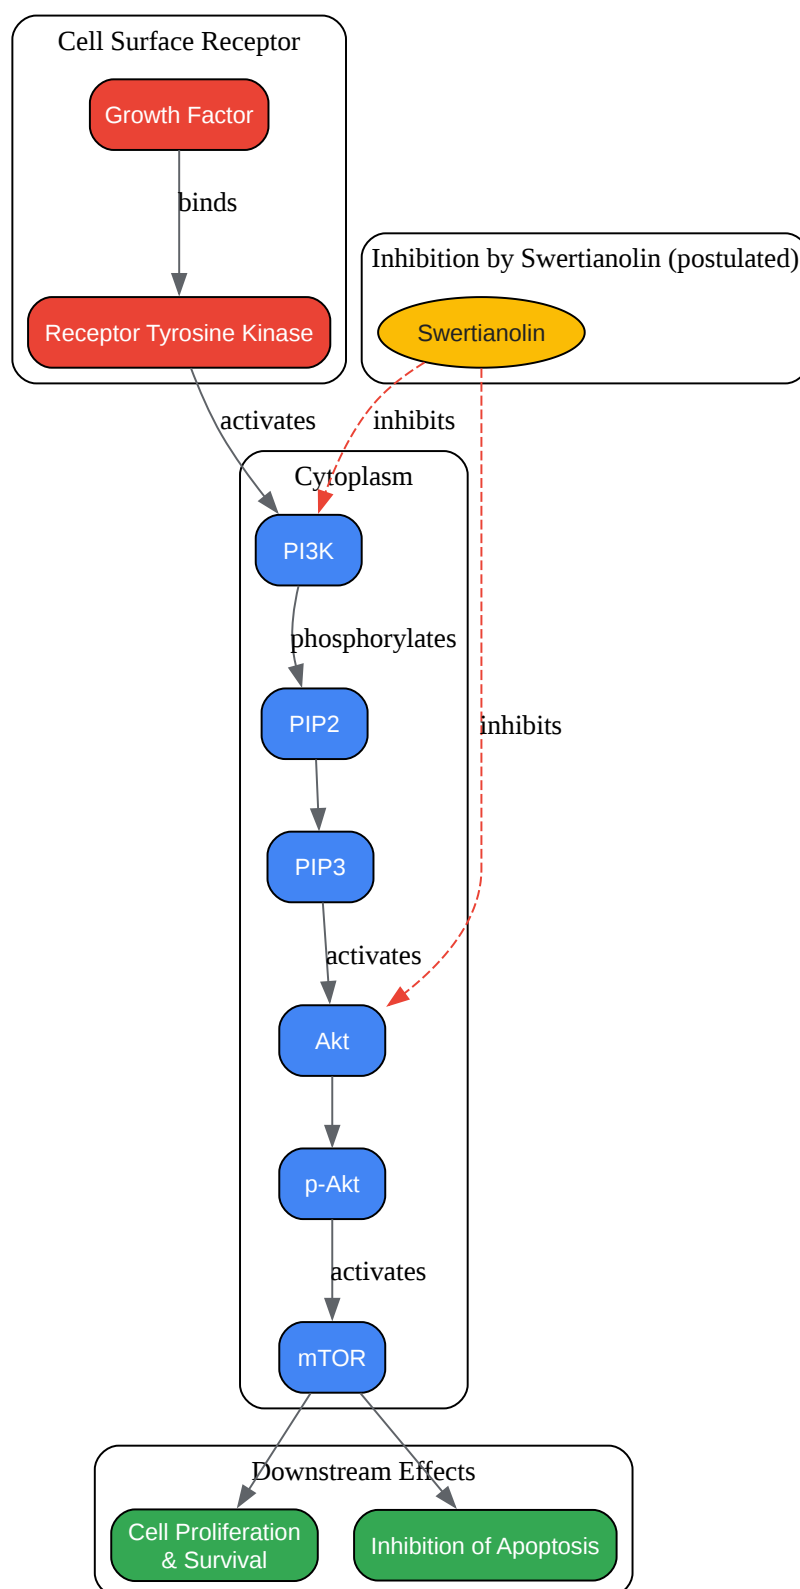 Cell Surface Receptor
Growth Factor
binds
Inhibition by Swertianolin (postulated)
Receptor Tyrosine Kinase
Swertianolin
activates
inhibits
Cytoplasm
PI3K
phosphorylates
PIP2
inhibits
PIP3
activates
Akt
p-Akt
activates
mTOR
Downstream Effects
Cell Proliferation
& Survival
Inhibition of Apoptosis